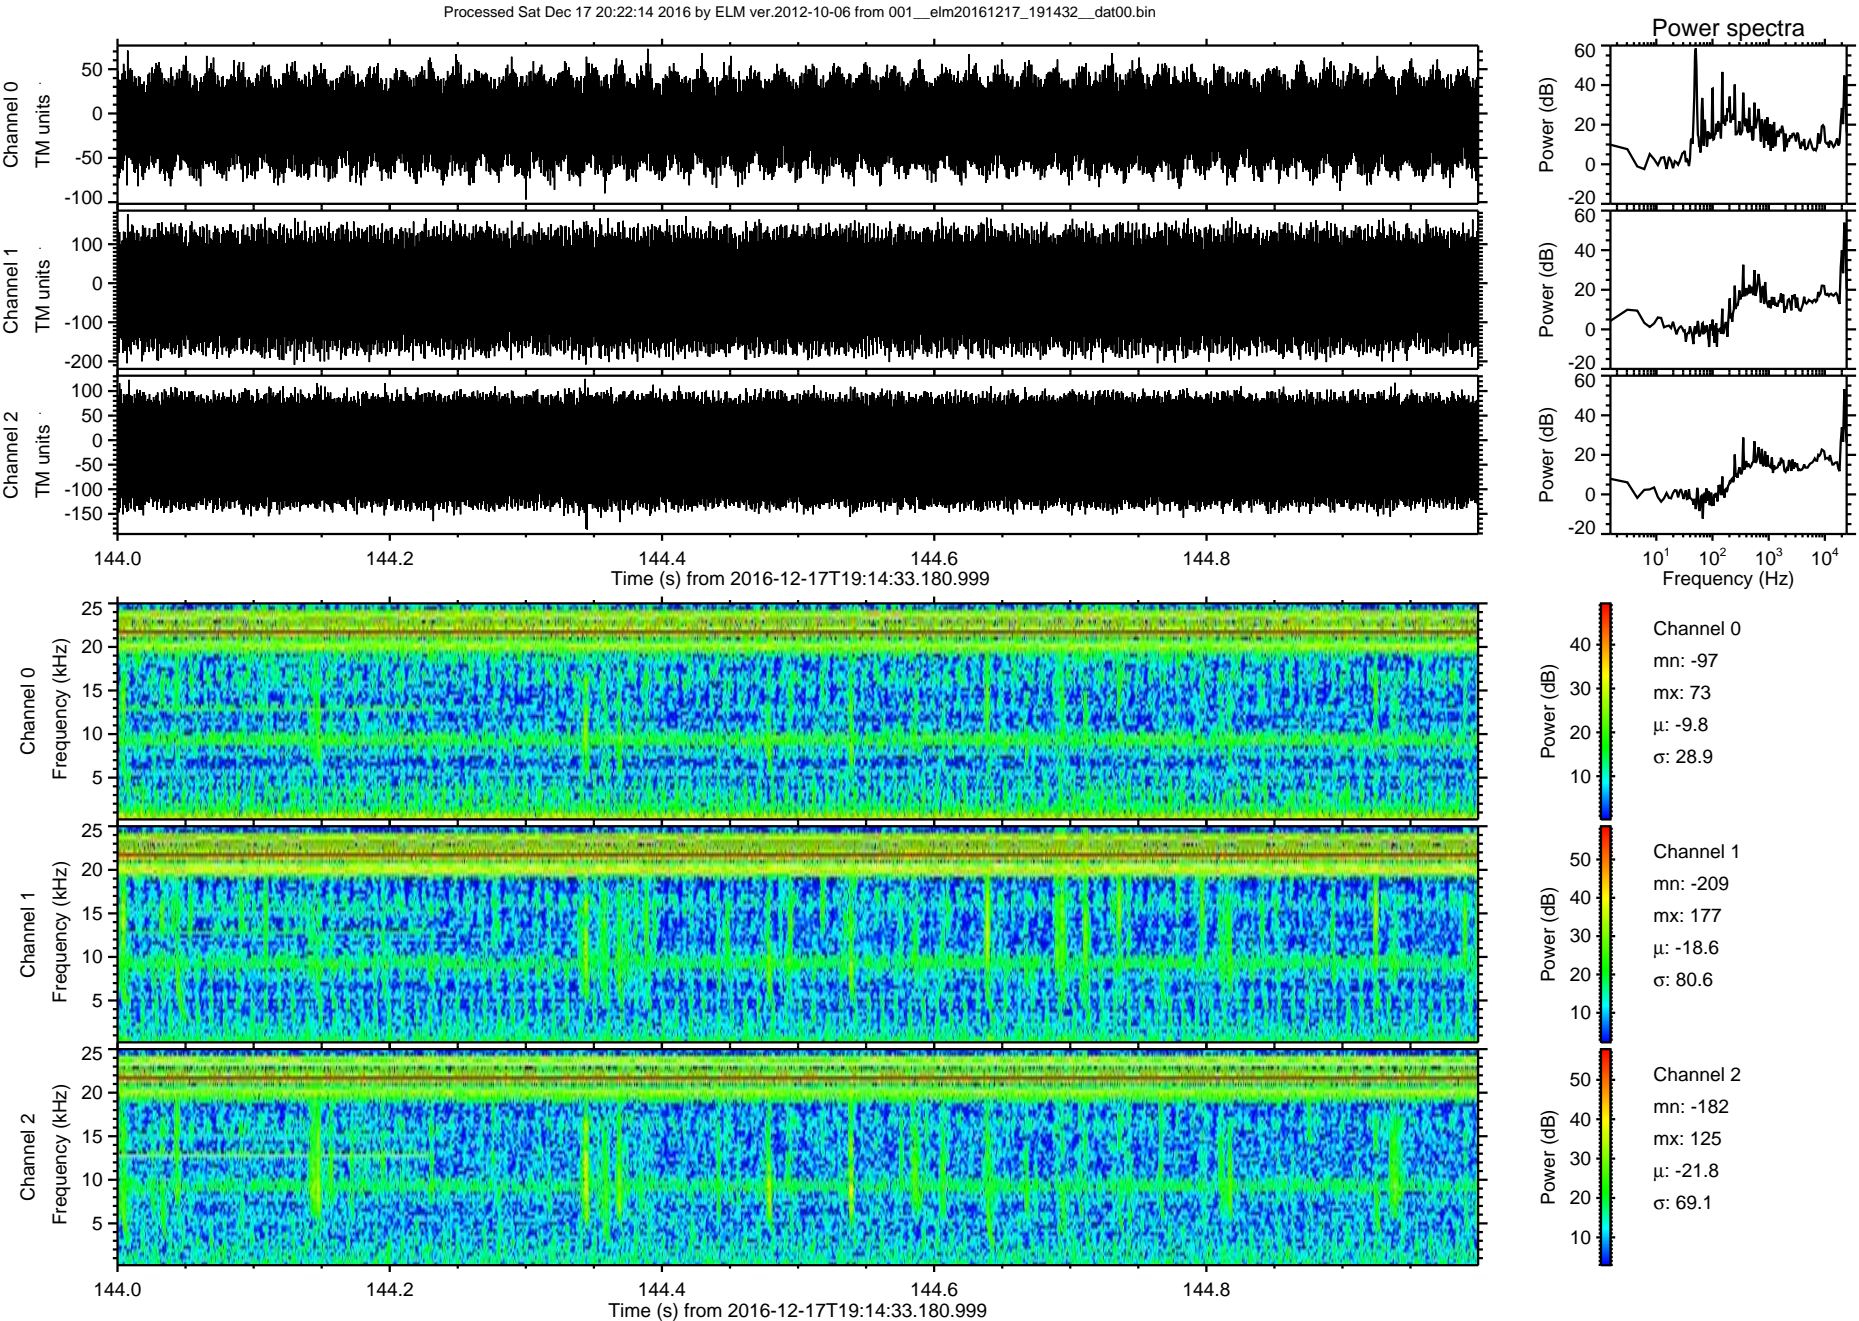 Processed Sat Dec 17 20:22:14 2016 by ELM ver.2012-10-06 from 001__elm20161217_191432__dat00.bin
Power spectra
Channel 0
TM units
50
0
-50
-100
Power (dB)
60
40
20
0
-20
Channel 1
TM units
100
0
-100
-200
Power (dB)
60
40
20
0
-20
Channel 2
TM units
100
50
0
-50
-100
-150
Power (dB)
60
40
20
0
-20
144.0 144.2 144.4 144.6 144.8
Time (s) from 2016-12-17T19:14:33.180.999
10¹ 10² 10³ 10⁴
Frequency (Hz)
Channel 0
Frequency (kHz)
25
20
15
10
5
Power (dB)
40
30
20
10
Channel 0
mn: -97
mx: 73
μ: -9.8
σ: 28.9
Channel 1
Frequency (kHz)
25
20
15
10
5
Power (dB)
50
40
30
20
10
Channel 1
mn: -209
mx: 177
μ: -18.6
σ: 80.6
Channel 2
Frequency (kHz)
25
20
15
10
5
Power (dB)
50
40
30
20
10
Channel 2
mn: -182
mx: 125
μ: -21.8
σ: 69.1
144.0 144.2 144.4 144.6 144.8
Time (s) from 2016-12-17T19:14:33.180.999